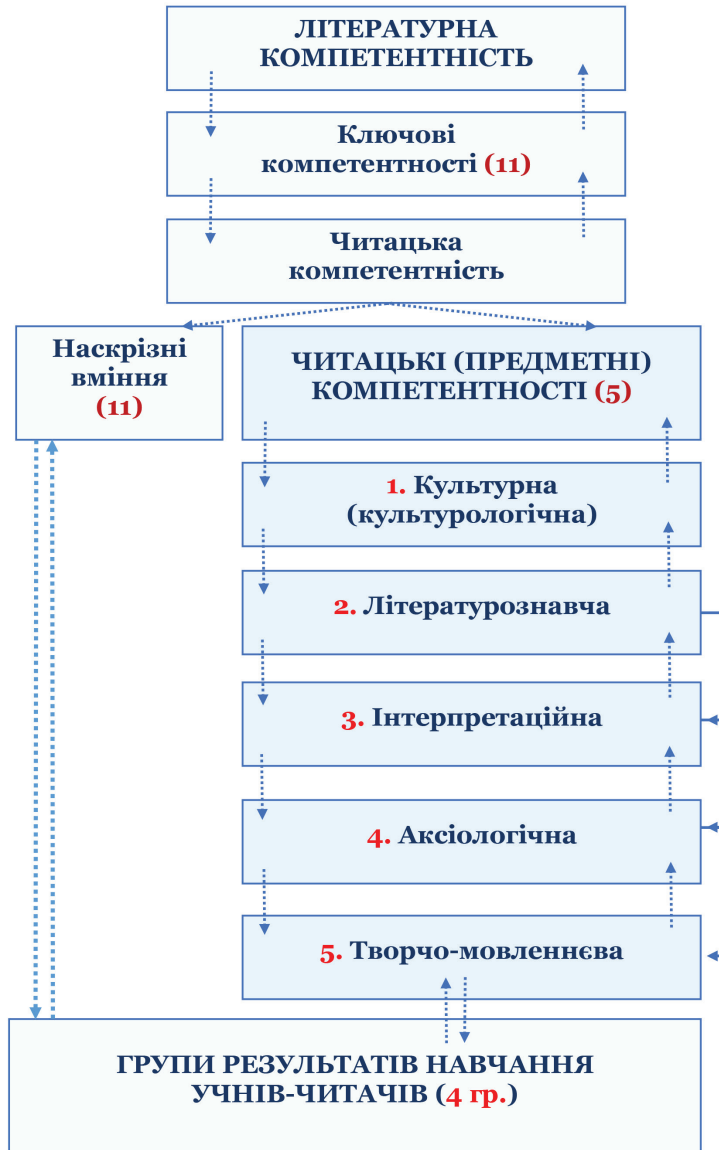 ЛІТЕРАТУРНА
КОМПЕТЕНТНІСТЬ
Ключові
компетентності (11)
Читацька
компетентність
Наскрізні
вміння
(11)
ЧИТАЦЬКІ (ПРЕДМЕТНІ)
КОМПЕТЕНТНОСТІ (5)
1. Культурна
(культурологічна)
2. Літературознавча
3. Інтерпретаційна
4. Аксіологічна
5. Творчо-мовленнєва
ГРУПИ РЕЗУЛЬТАТІВ НАВЧАННЯ
УЧНІВ-ЧИТАЧІВ (4 гр.)